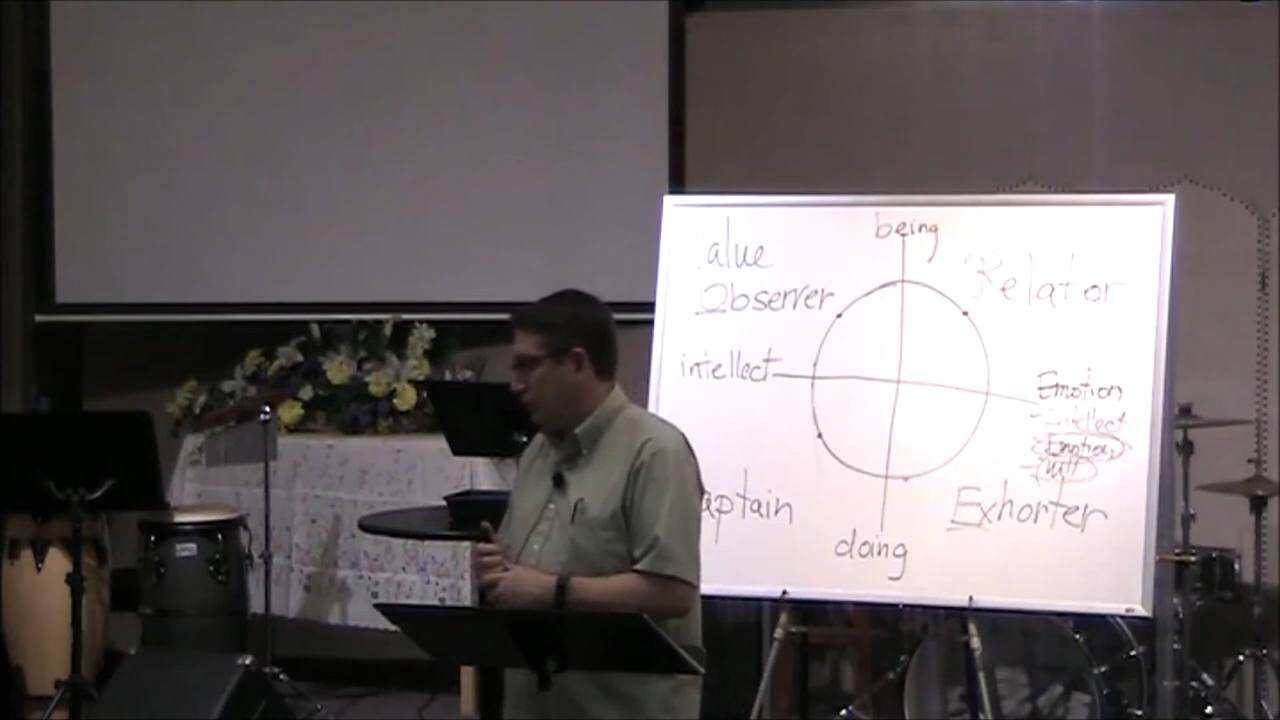 being
alue
Observer
Relator
intellect
Emotion
Intellect
Emotion
Will
aptain
Exhorter
doing